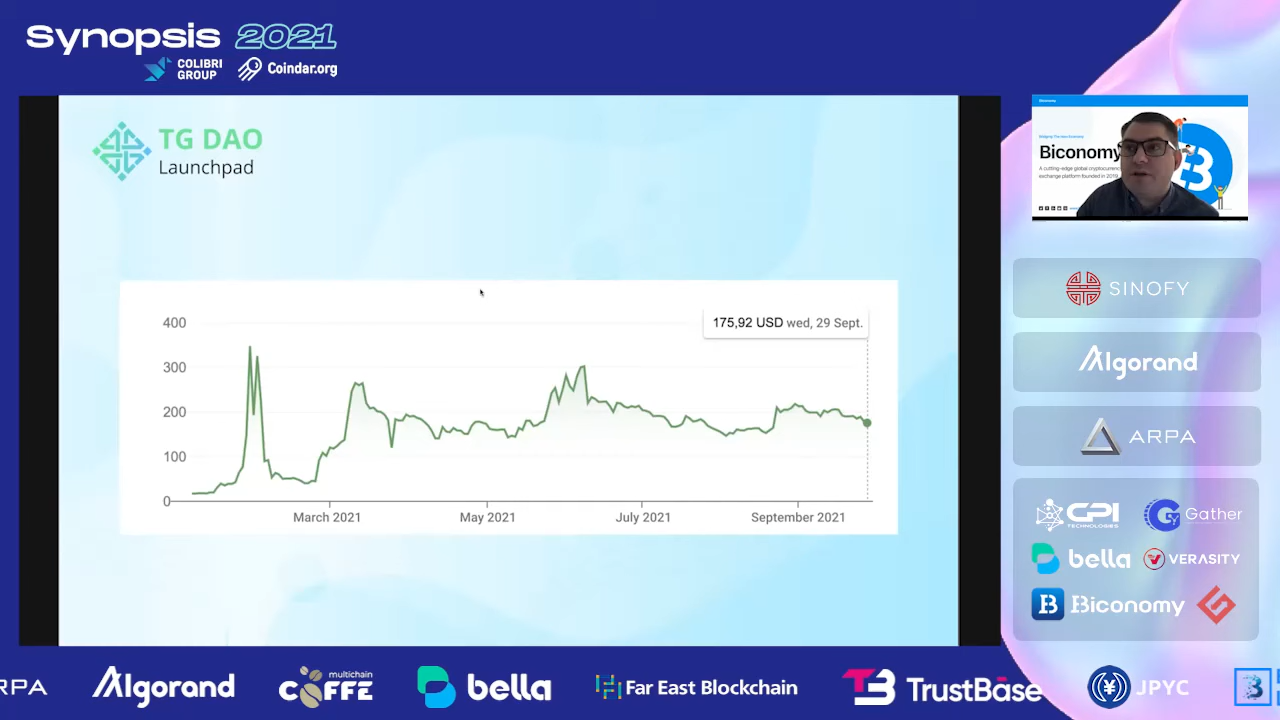 Synopsis 2021
COLIBRI
GROUP
Coindar.org
TG DAO
Launchpad
400
300
200
100
0
175,92 USD wed, 29 Sept.
March 2021
May 2021
July 2021
September 2021
Biconomy
SINOFY
Algorand
ARPA
CPI
TECHNOLOGIES
Gather
bella
VERASITY
Biconomy
RPA
Algorand
multichain
COFFE
bella
Far East Blockchain
TrustBase
JPYC